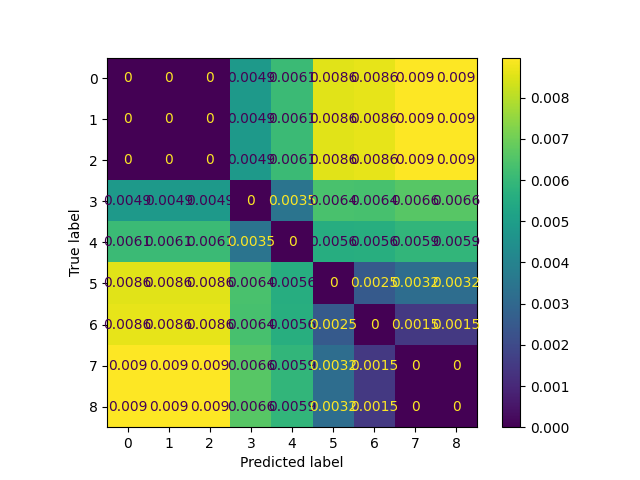 0 0 0 0 0.0049 0.0061 0.0086 0.0086 0.009 0.009
1 0 0 0 0.0049 0.0061 0.0086 0.0086 0.009 0.009
2 0 0 0 0.0049 0.0061 0.0086 0.0086 0.009 0.009
3 0.0049 0.0049 0.0049 0 0.0035 0.0064 0.0064 0.0066 0.0066
4 0.0061 0.0061 0.0061 0.0035 0 0.0056 0.0056 0.0059 0.0059
5 0.0086 0.0086 0.0086 0.0064 0.0056 0 0.0025 0.0032 0.0032
6 0.0086 0.0086 0.0086 0.0064 0.0056 0.0025 0 0.0015 0.0015
7 0.009 0.009 0.009 0.0066 0.0059 0.0032 0.0015 0 0
8 0.009 0.009 0.009 0.0066 0.0059 0.0032 0.0015 0 0
0 1 2 3 4 5 6 7 8
Predicted label
True label
0.008
0.007
0.006
0.005
0.004
0.003
0.002
0.001
0.000